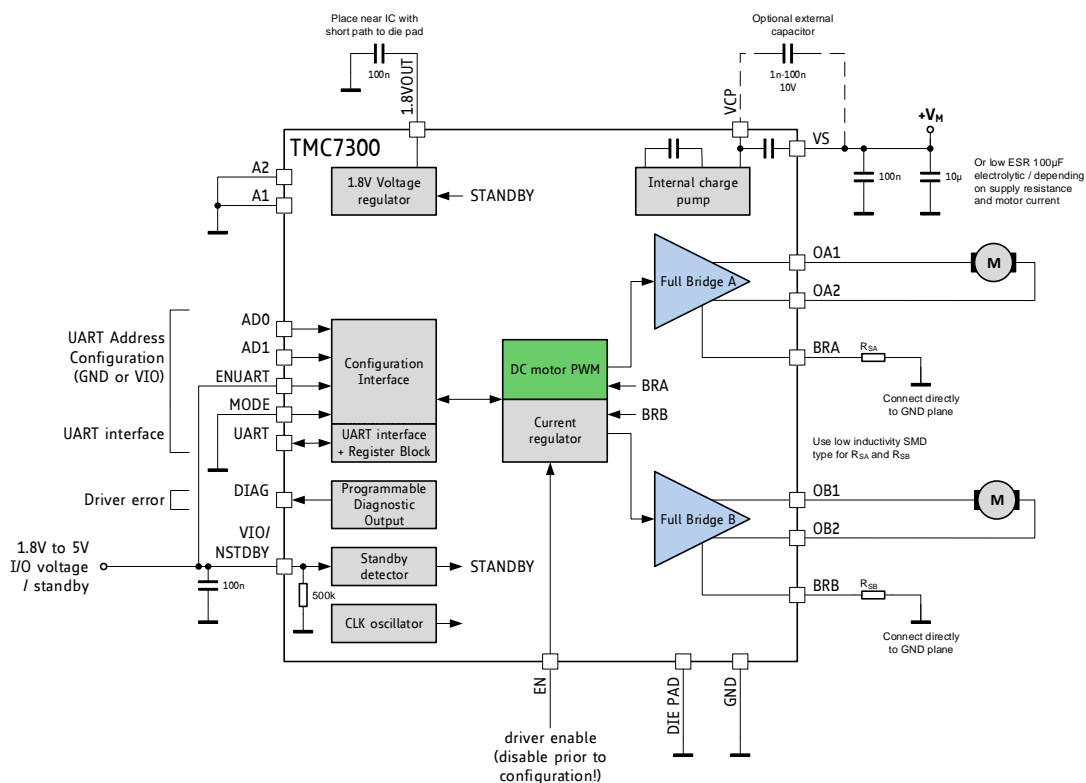 Place near IC with
short path to die pad
100n
1.8VOUT
Optional external
capacitor
1n-100n
10V
VCP
+VM
VS
TMC7300
A2
A1
1.8V Voltage
regulator
STANDBY
Internal charge
pump
100n
10µ
Or low ESR 100µF
electrolytic / depending
on supply resistance
and motor current
Full Bridge A
OA1
OA2
M
BRA
RSA
Connect directly
to GND plane
UART Address
Configuration
(GND or VIO)
UART interface
AD0
AD1
ENUART
MODE
UART
Configuration
Interface
UART interface
+ Register Block
DC motor PWM
BRA
BRB
Current
regulator
Use low inductivity SMD
type for RSA and RSB
Driver error
DIAG
Programmable
Diagnostic
Output
Full Bridge B
OB1
OB2
M
1.8V to 5V
I/O voltage
/ standby
VIO/
NSTDBY
100n
500k
Standby
detector
STANDBY
CLK oscillator
BRB
RSB
Connect directly
to GND plane
EN
DIE PAD
GND
driver enable
(disable prior to
configuration!)